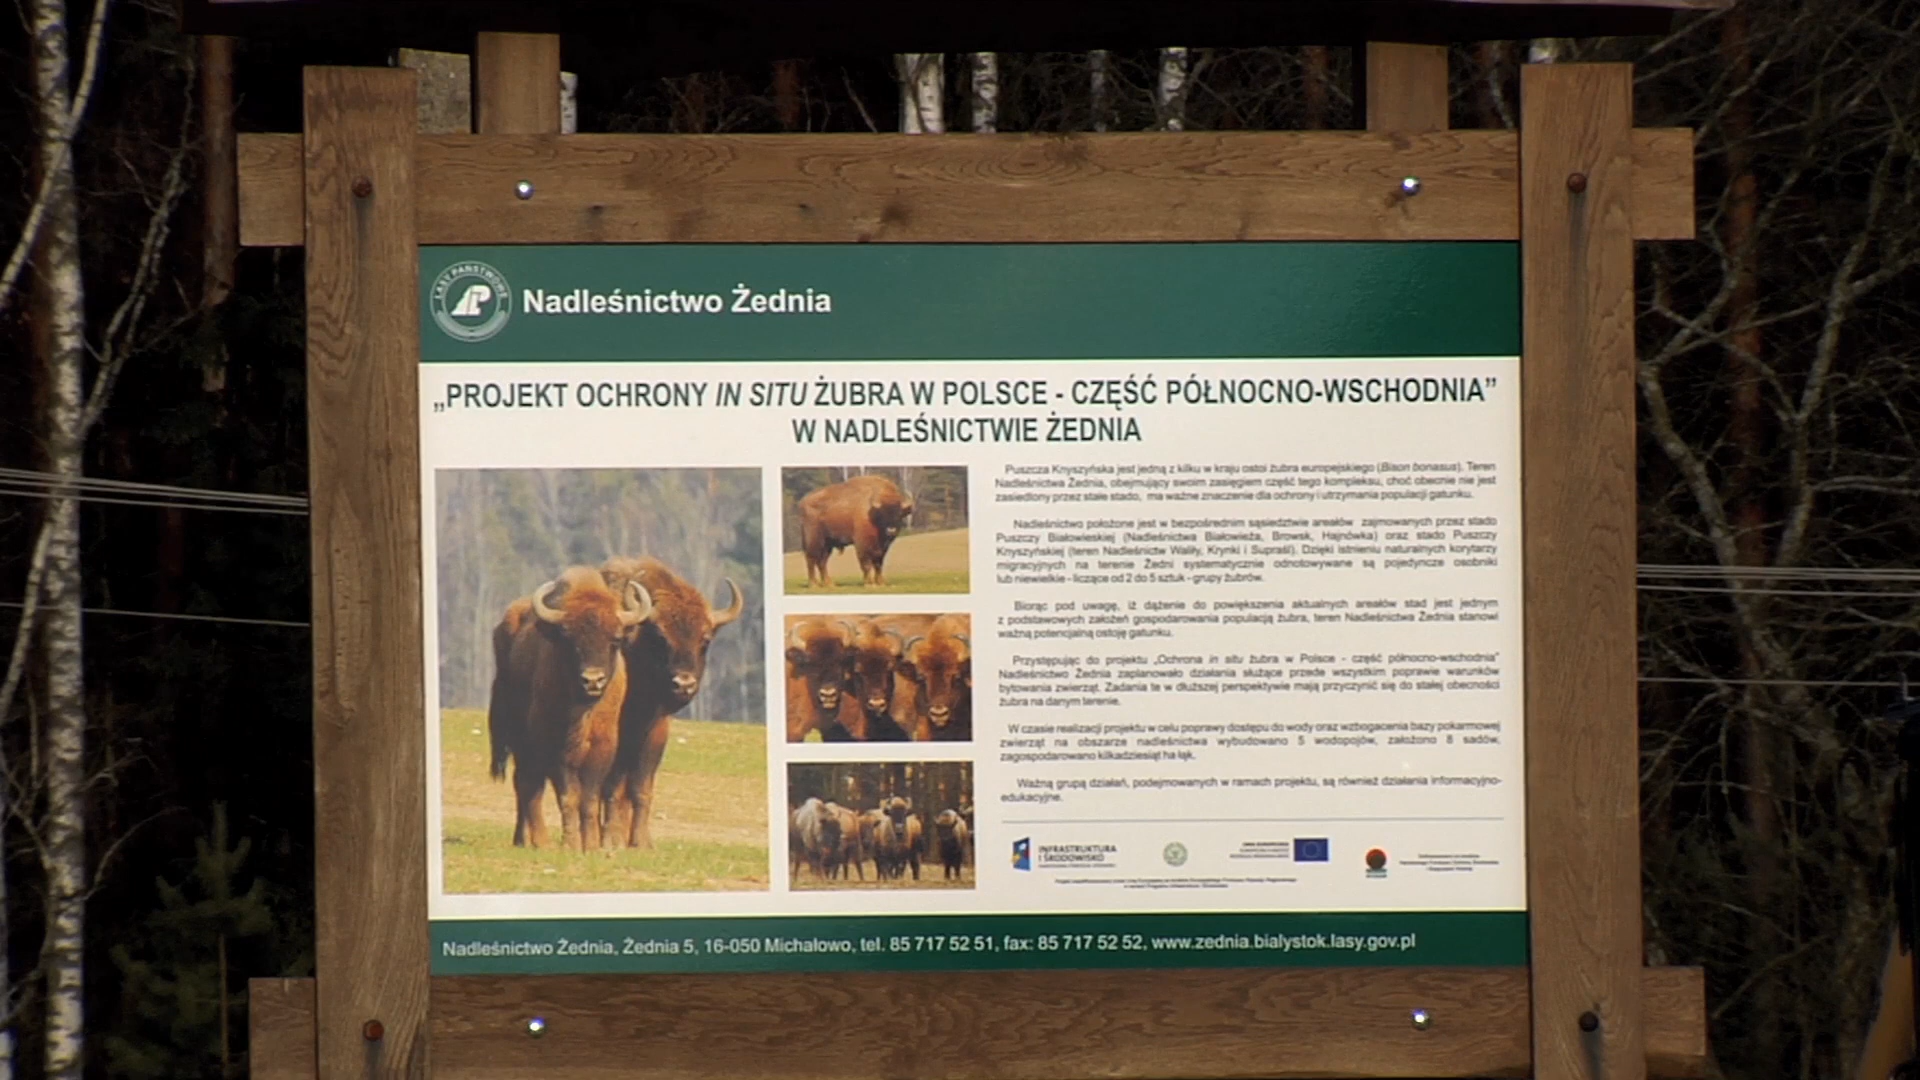 LASY PAŃSTWOWE
Nadleśnictwo Żednia
„PROJEKT OCHRONY IN SITU ŻUBRA W POLSCE - CZĘŚĆ PÓŁNOCNO-WSCHODNIA”
W NADLEŚNICTWIE ŻEDNIA
Puszcza Knyszyńska jest jedną z kilku w kraju ostoi żubra europejskiego (Bison bonasus). Teren
Nadleśnictwa Żednia, obejmujący swoim zasięgiem część tego kompleksu, choć obecnie nie jest
zasiedlony przez stałe stado, ma ważne znaczenie dla ochrony i utrzymania populacji gatunku.
Nadleśnictwo położone jest w bezpośrednim sąsiedztwie areałów zajmowanych przez stado
Puszczy Białowieskiej (Nadleśnictwa Białowieża, Browsk, Hajnówka) oraz stado Puszczy
Knyszyńskiej (teren Nadleśnictw Waliły, Krynki i Supraśl). Dzięki istnieniu naturalnych korytarzy
migracyjnych na terenie Żedni systematycznie odnotowywane są pojedyncze osobniki
lub niewielkie - liczące od 2 do 5 sztuk - grupy żubrów.
Biorąc pod uwagę, iż dążenie do powiększenia aktualnych areałów stad jest jednym
z podstawowych założeń gospodarowania populacją żubra, teren Nadleśnictwa Żednia stanowi
ważną potencjalną ostoję gatunku.
Przystępując do projektu „Ochrona in situ żubra w Polsce - część północno-wschodnia”
Nadleśnictwo Żednia zaplanowało działania służące przede wszystkim poprawie warunków
bytowania zwierząt. Zadania te w dłuższej perspektywie mają przyczynić się do stałej obecności
żubra na danym terenie.
W czasie realizacji projektu w celu poprawy dostępu do wody oraz wzbogacenia bazy pokarmowej
zwierząt na obszarze nadleśnictwa wybudowano 5 wodopojów, założono 8 sadów,
zagospodarowano kilkadziesiąt ha łąk.
Ważną grupą działań, podejmowanych w ramach projektu, są również działania informacyjno-
edukacyjne.
INFRASTRUKTURA
I ŚRODOWISKO
UNIA EUROPEJSKA
Nadleśnictwo Żednia, Żednia 5, 16-050 Michałowo, tel. 85 717 52 51, fax: 85 717 52 52, www.zednia.bialystok.lasy.gov.pl